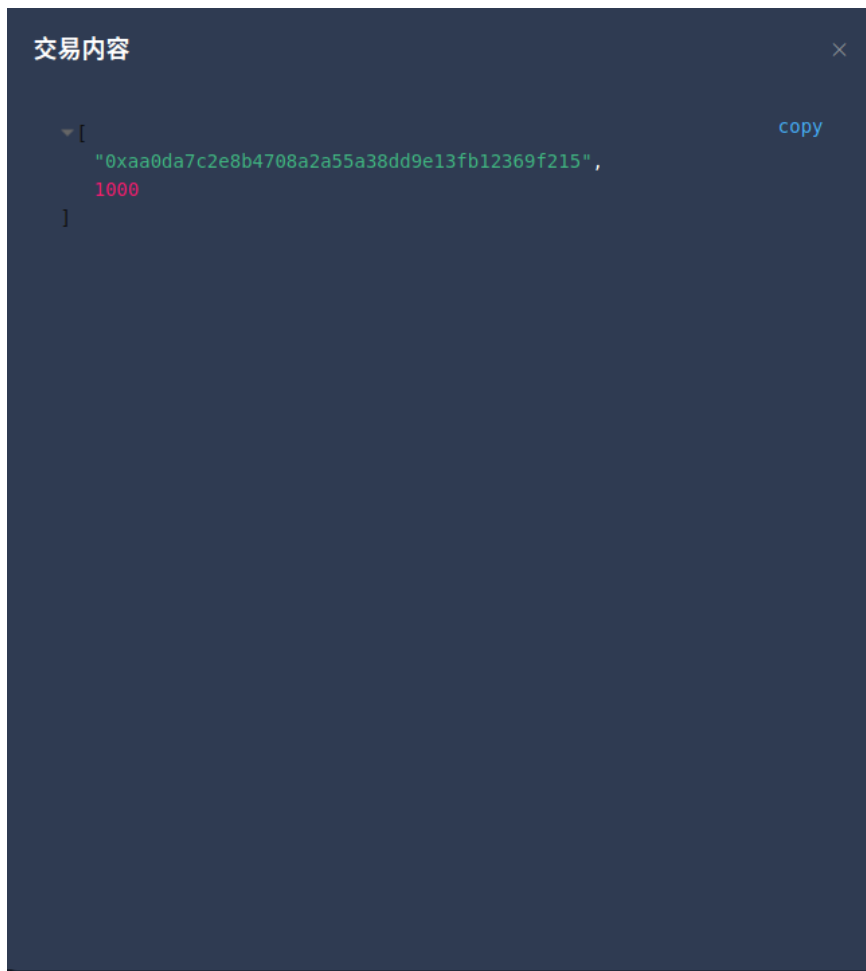 交易内容
copy
[
"0xaa0da7c2e8b4708a2a55a38dd9e13fb12369f215",
1000
]